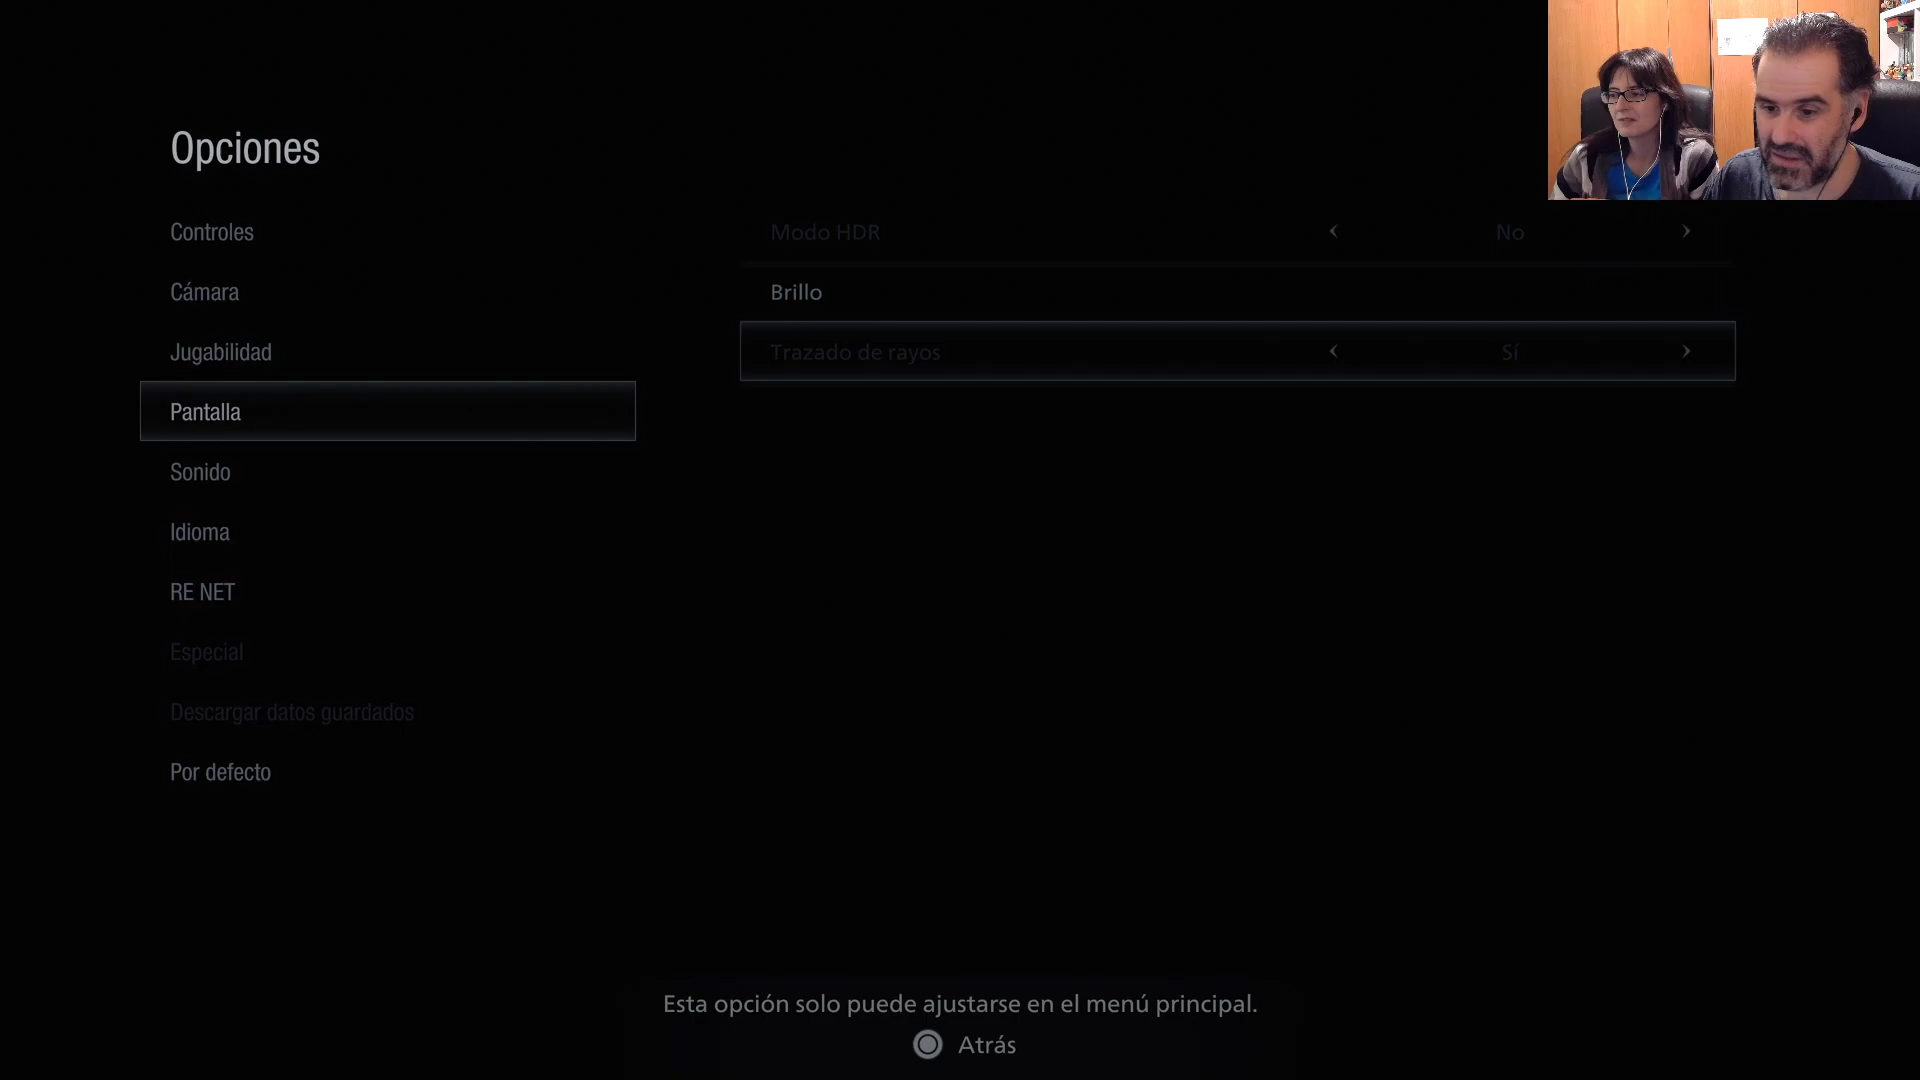 Opciones
Controles
Cámara
Jugabilidad
Pantalla
Sonido
Idioma
RE NET
Especial
Descargar datos guardados
Por defecto
Modo HDR No
Brillo
Trazado de rayos Sí
Esta opción solo puede ajustarse en el menú principal.
Atrás